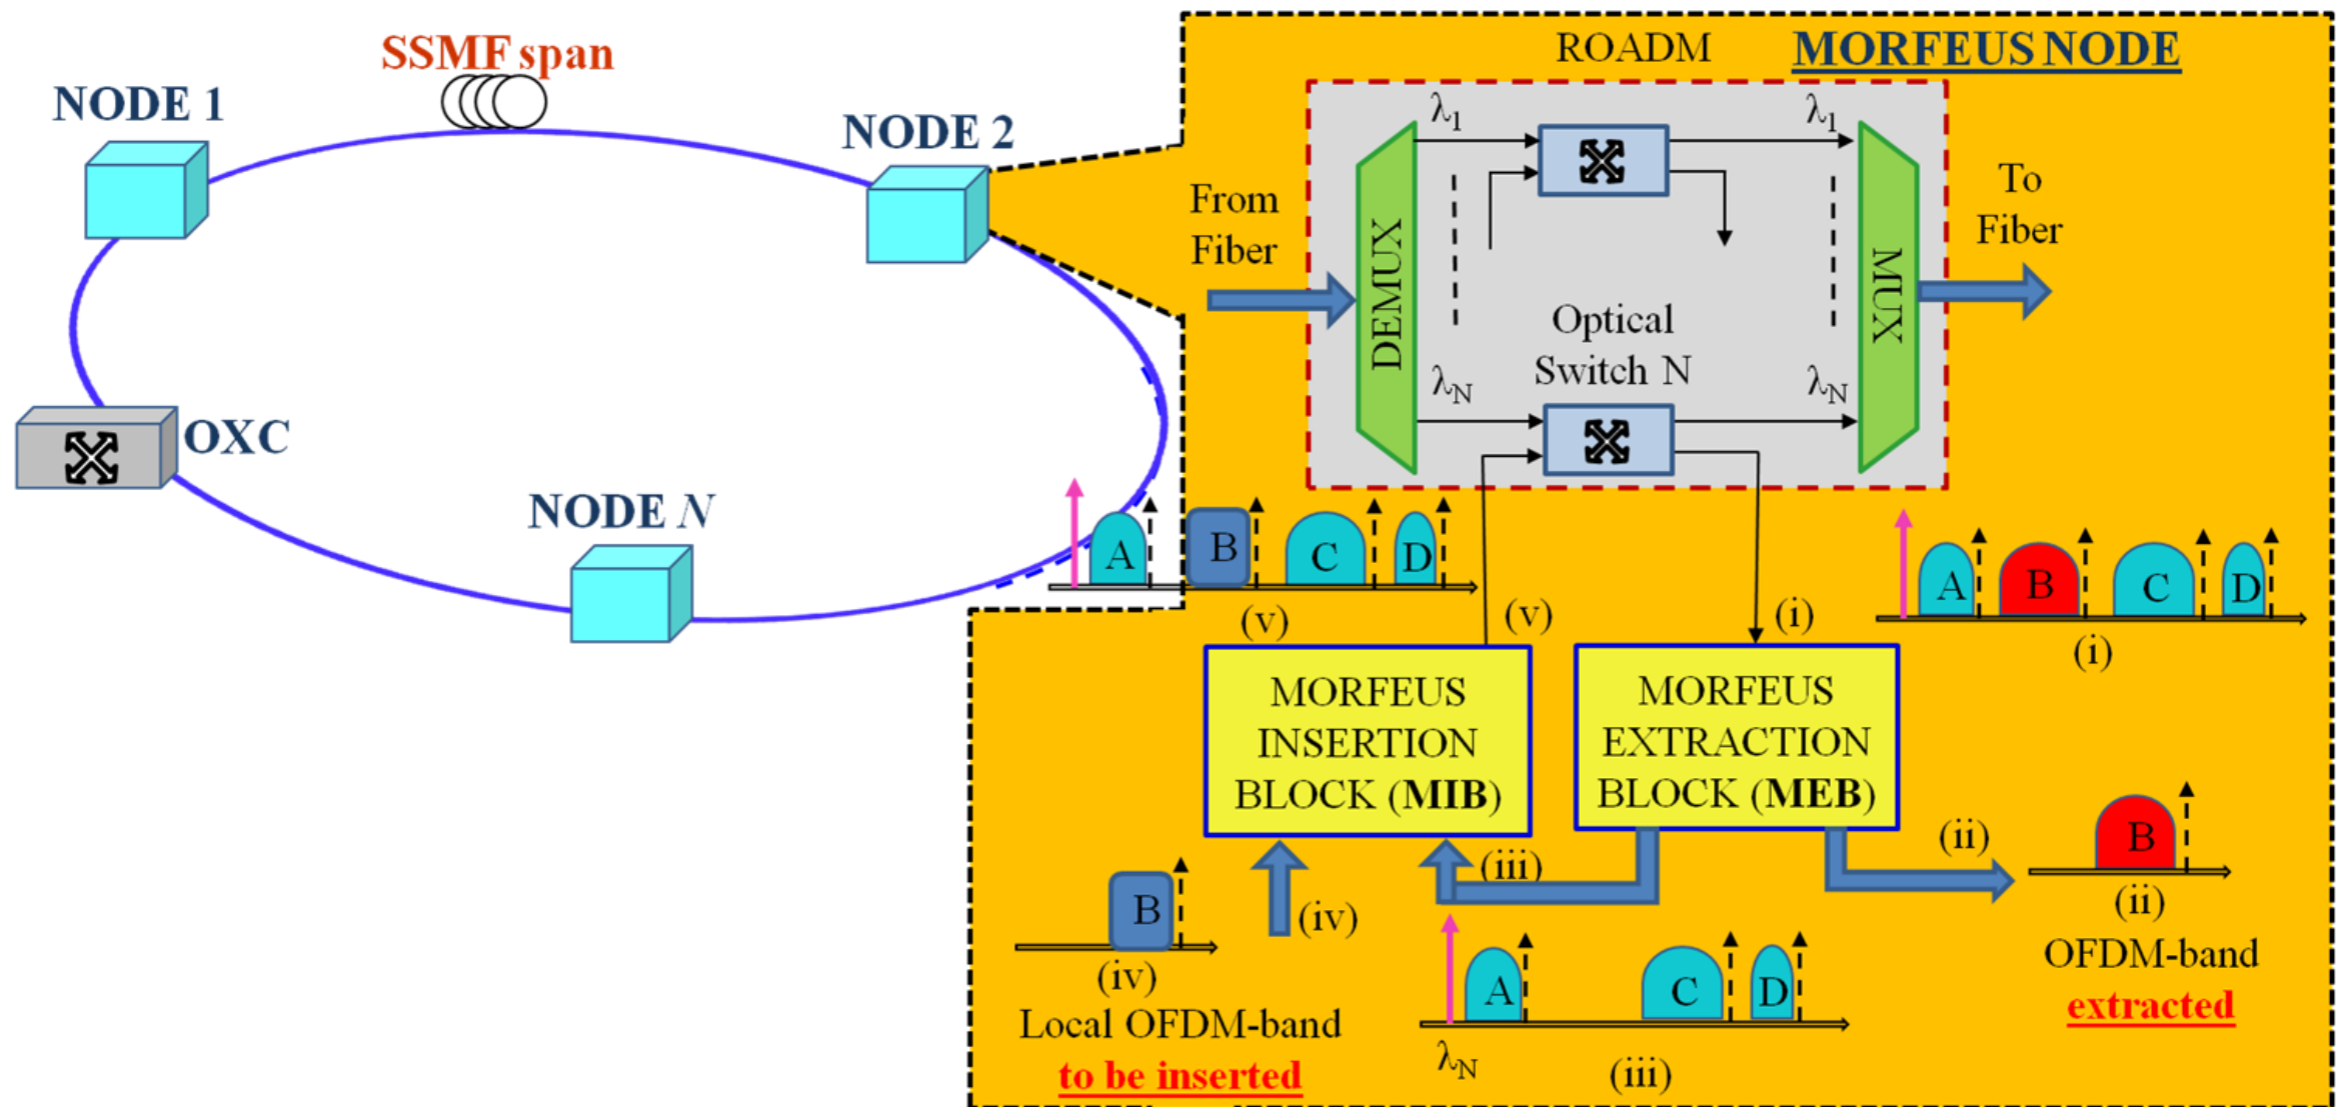 SSMF span
NODE 1
NODE 2
OXC
NODE N
ROADM
MORFEUS NODE
From
Fiber
DEMUX
λ1
λ1
Optical
Switch N
λN
λN
MUX
To
Fiber
A B C D
(v)
(v)
(i)
A B C D
(i)
MORFEUS
INSERTION
BLOCK (MIB)
MORFEUS
EXTRACTION
BLOCK (MEB)
(ii)
B
(ii)
OFDM-band
extracted
(iii)
(iv)
B
(iv)
Local OFDM-band
to be inserted
A C D
λN
(iii)